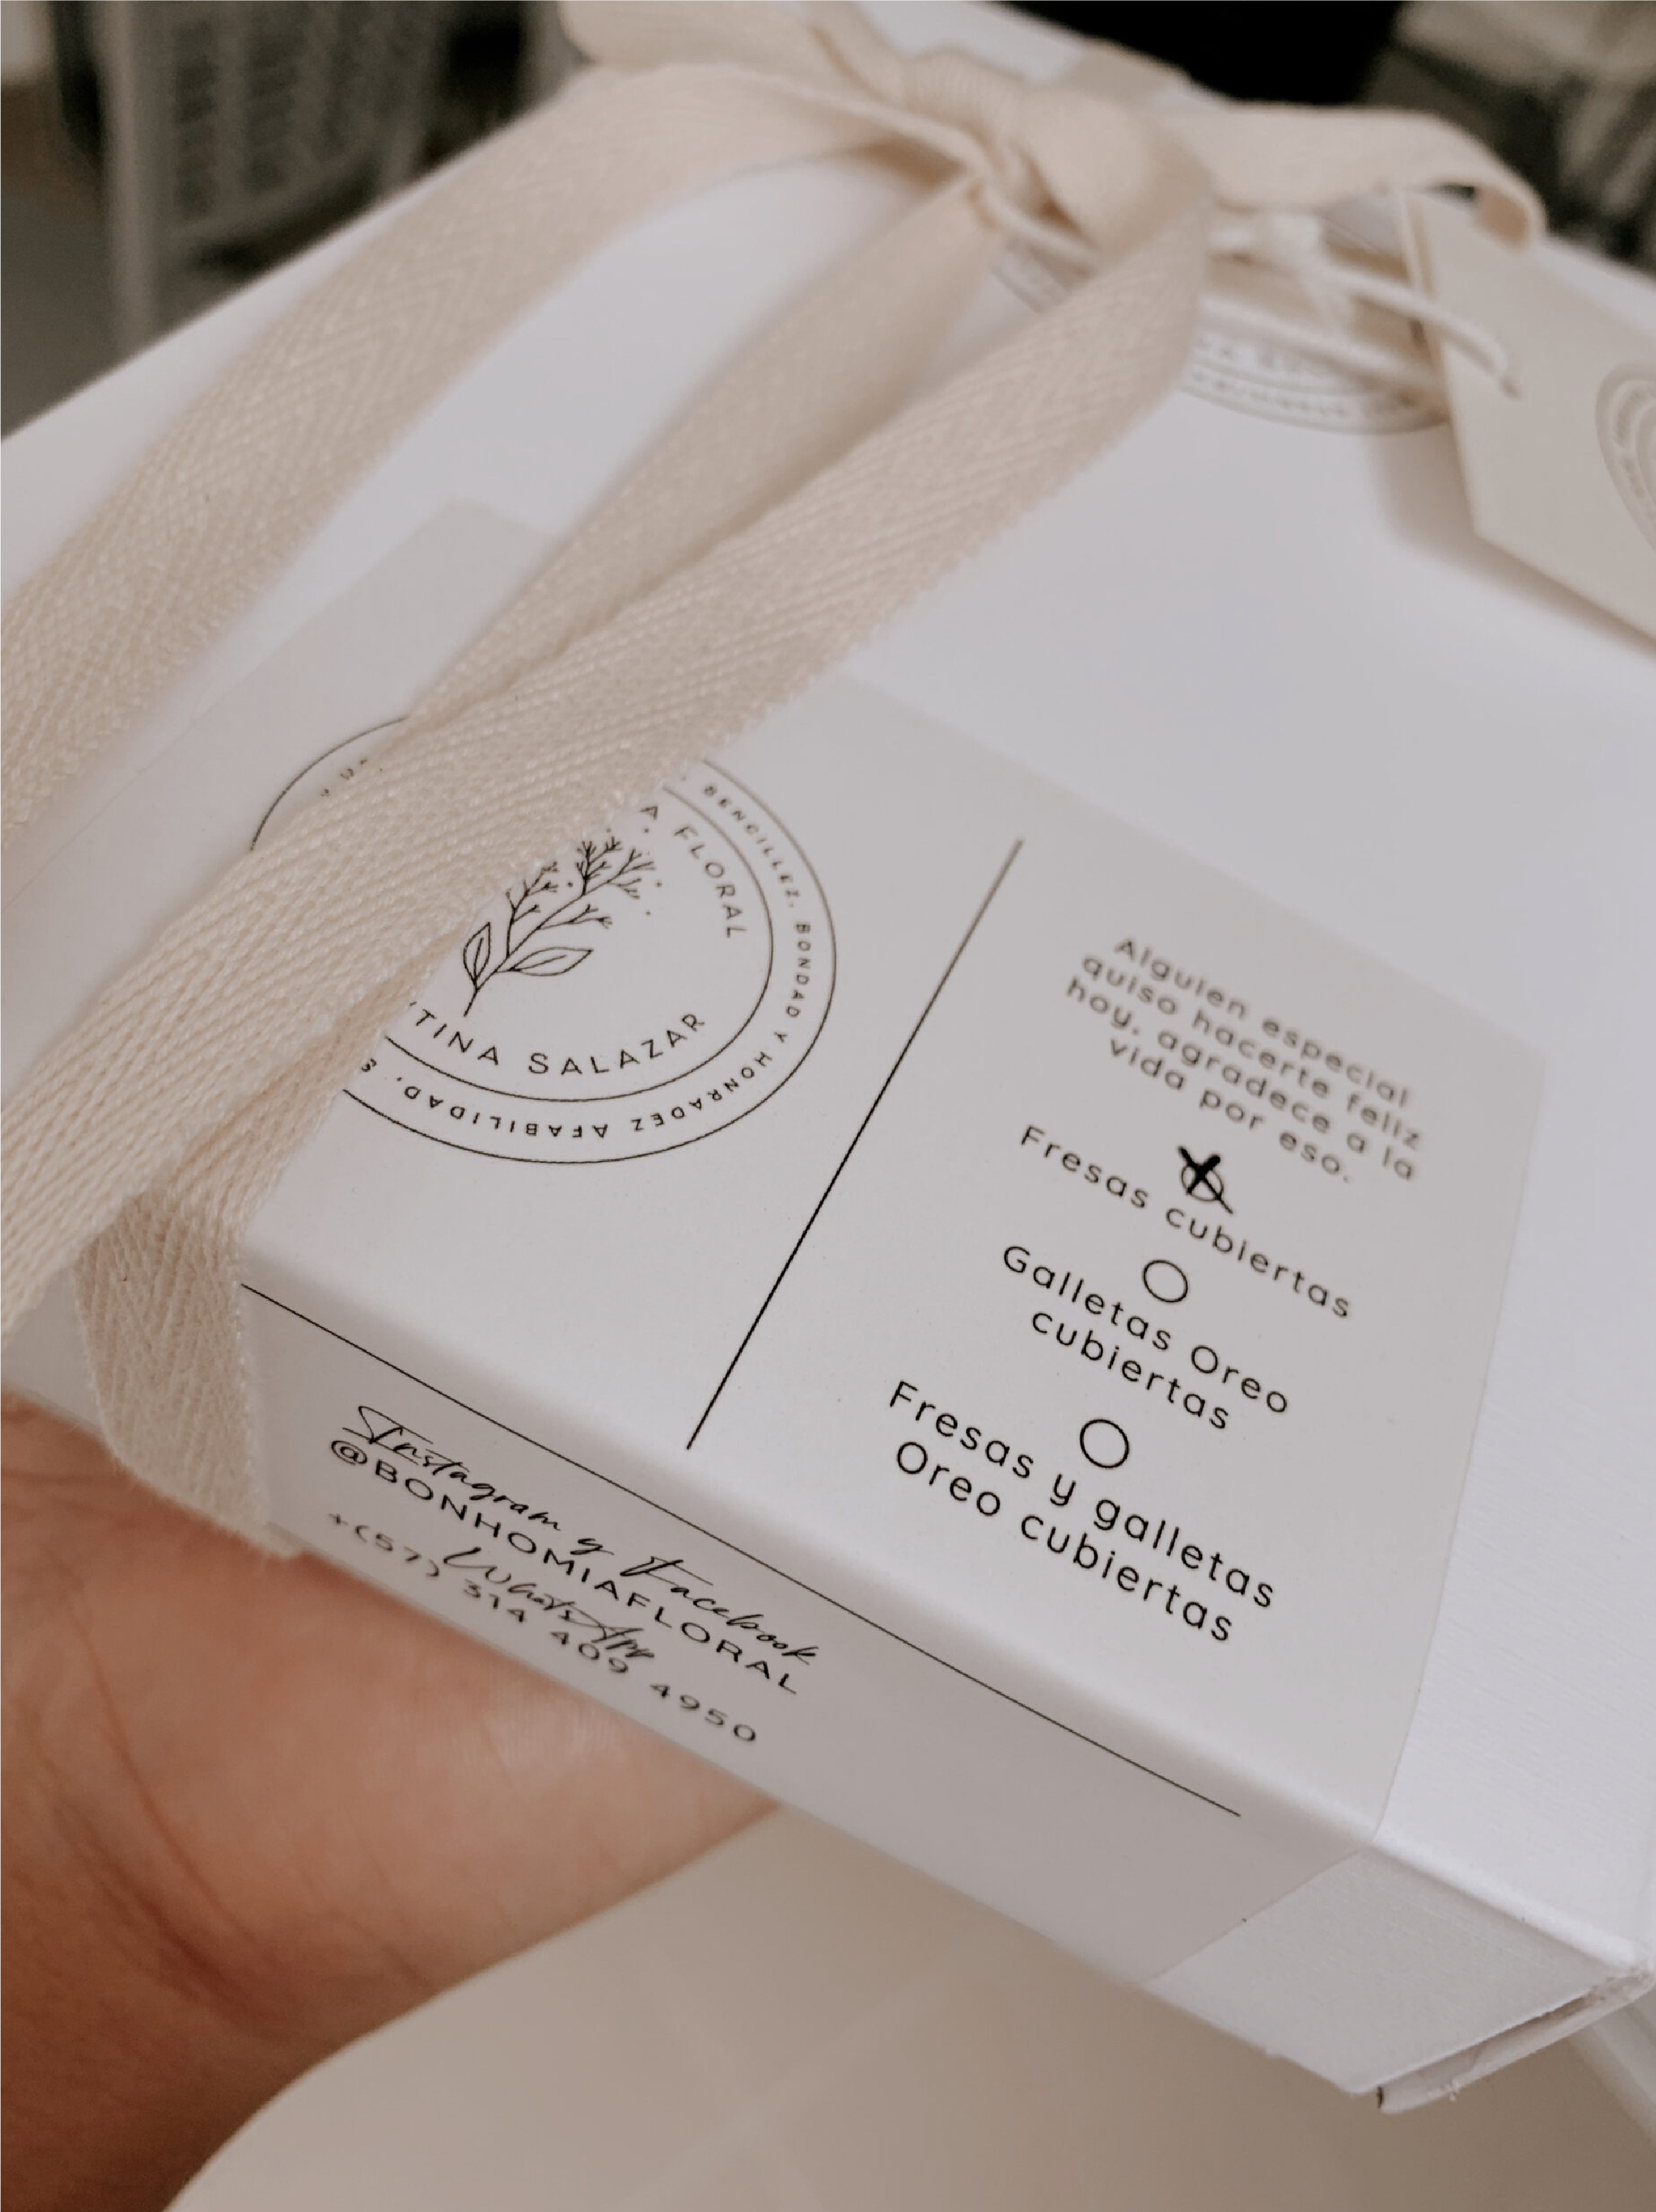 A FLORAL
TINA SALAZAR
SENCILLEZ, BONDAD Y HONRADEZ AFABILIDAD,
Alguien especial
quiso hacerte feliz
hoy, agradece a la
vida por eso.
Fresas cubiertas
Galletas Oreo
cubiertas
Fresas y galletas
Oreo cubiertas
Instagram y Facebook
@BONHOMIAFLORAL
WhatsApp
+(57) 314 409 4950